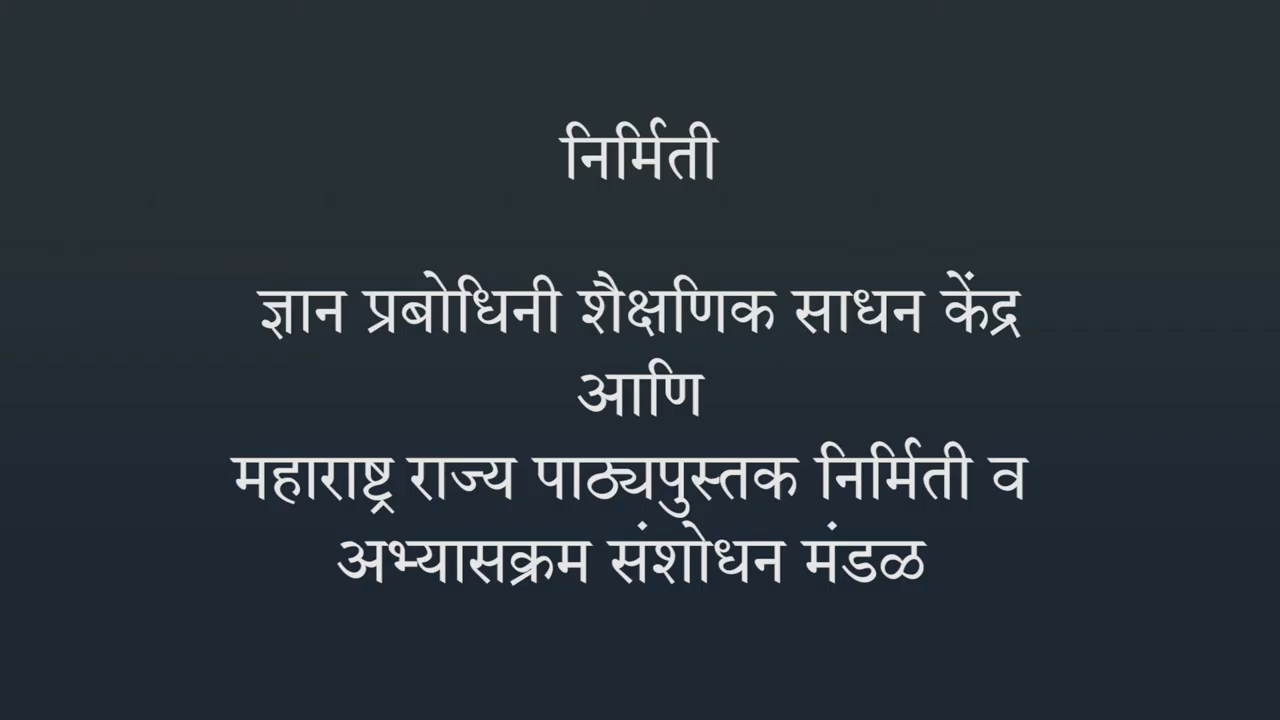 निर्मिती
ज्ञान प्रबोधिनी शैक्षणिक साधन केंद्र
आणि
महाराष्ट्र राज्य पाठ्यपुस्तक निर्मिती व
अभ्यासक्रम संशोधन मंडळ